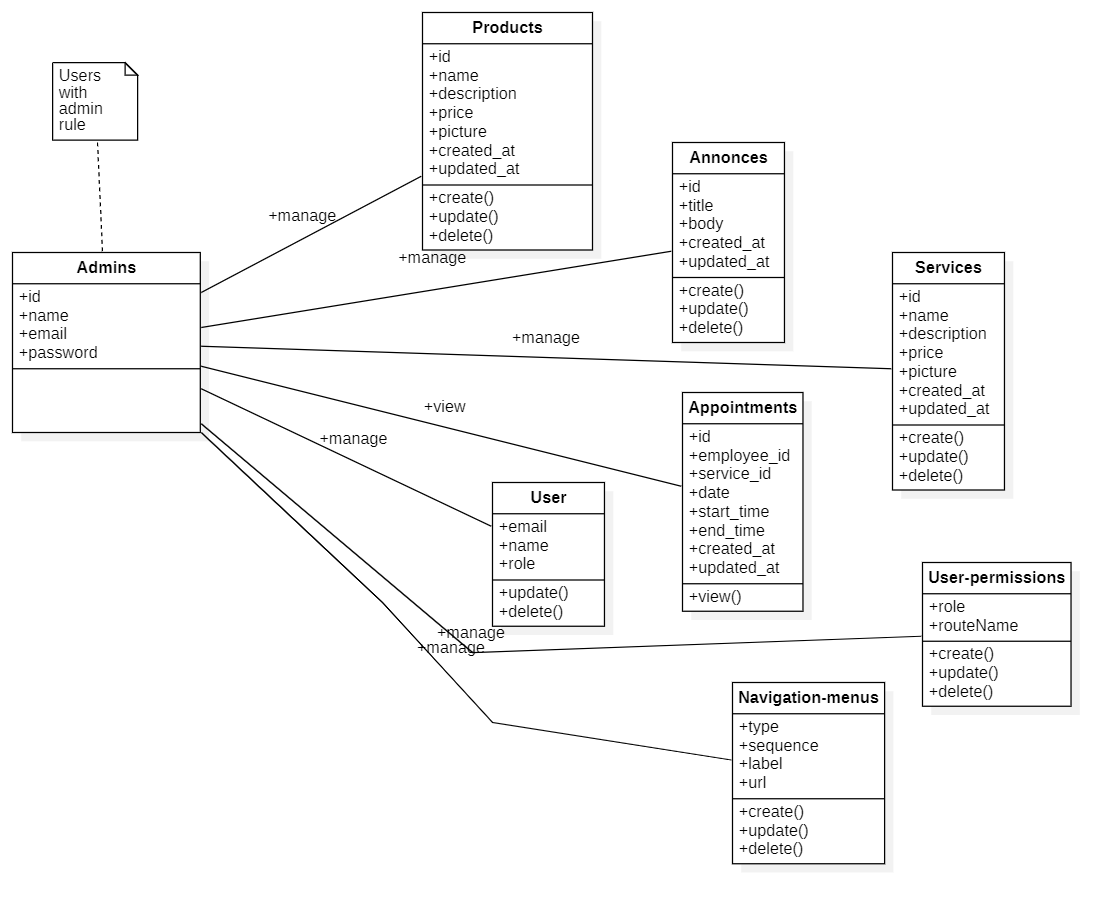 Products
+id
+name
+description
+price
+picture
+created_at
+updated_at
+create()
+update()
+delete()
Users
with
admin
rule
Annonces
+id
+title
+body
+created_at
+updated_at
+create()
+update()
+delete()
+manage
+manage
Admins
+id
+name
+email
+password
Services
+id
+name
+description
+price
+picture
+created_at
+updated_at
+create()
+update()
+delete()
+manage
+view
+manage
Appointments
+id
+employee_id
+service_id
+date
+start_time
+end_time
+created_at
+updated_at
+view()
User
+email
+name
+role
+update()
+delete()
User-permissions
+role
+routeName
+create()
+update()
+delete()
+manage
+manage
Navigation-menus
+type
+sequence
+label
+url
+create()
+update()
+delete()